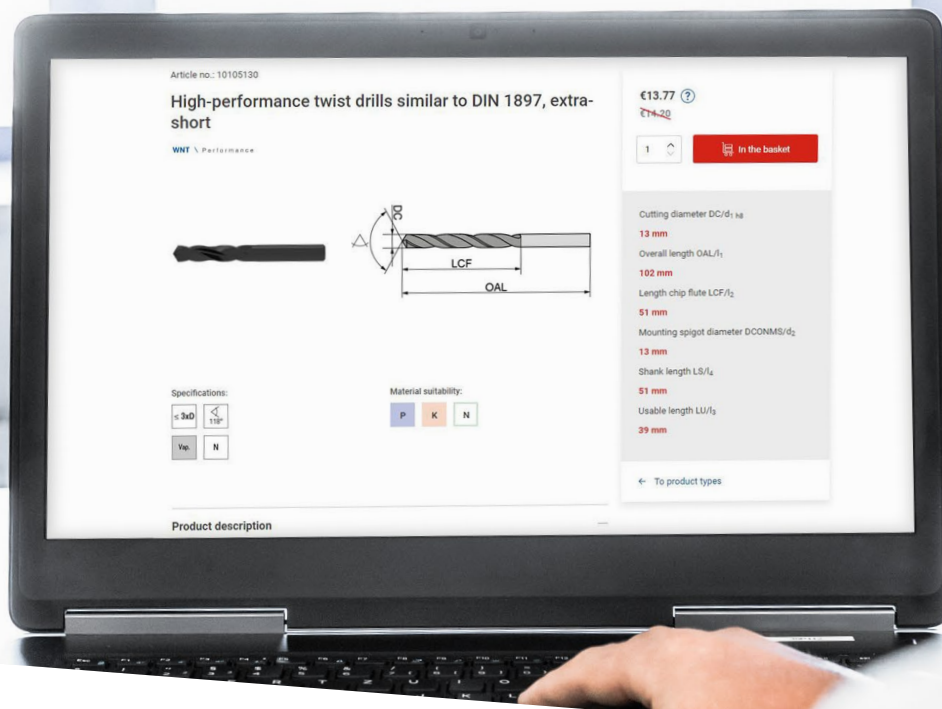 Article no.: 10105130
High-performance twist drills similar to DIN 1897, extra-
short
WNT \ Performance
DC
LCF
OAL
Specifications:
≤ 3xD
118°
Vap.
N
Material suitability:
P K N
Product description
€13.77 ?
€14.20
1
In the basket
Cutting diameter DC/d1 h8
13 mm
Overall length OAL/l1
102 mm
Length chip flute LCF/l2
51 mm
Mounting spigot diameter DCONMS/d2
13 mm
Shank length LS/l4
51 mm
Usable length LU/l3
39 mm
← To product types